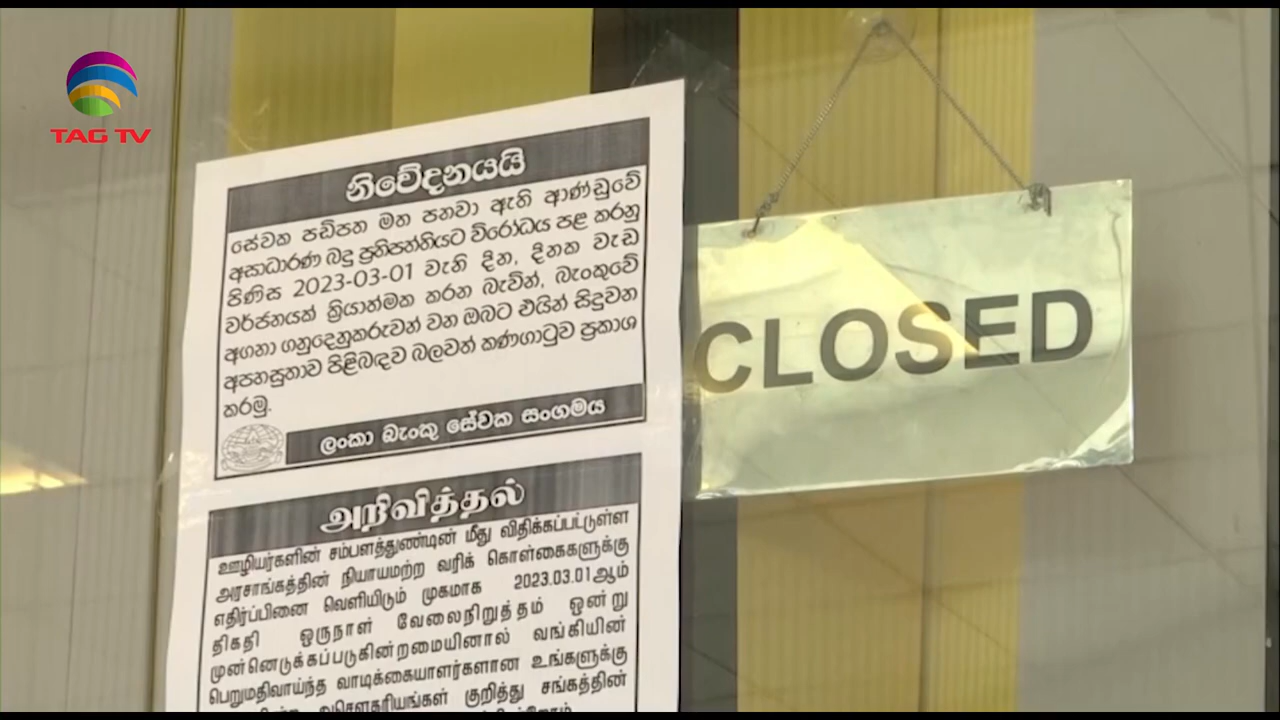 TAG TV
නිවේදනයයි
සේවක පඩිපත මත පනවා ඇති ආණ්ඩුවේ
අසාධාරණ බදු ප්‍රතිපත්තියට විරෝධය පළ කරනු
පිණිස 2023-03-01 වැනි දින, දිනක වැඩ
වර්ජනයක් ක්‍රියාත්මක කරන බැවින්, බැංකුවේ
අගනා ගනුදෙනුකරුවන් වන ඔබට එයින් සිදුවන
අපහසුතාව පිළිබඳව බලවත් කණගාටුව ප්‍රකාශ
කරමු.
ලංකා බැංකු සේවක සංගමය
அறிவித்தல்
ஊழியர்களின் சம்பளத்துண்டின் மீது விதிக்கப்பட்டுள்ள
அரசாங்கத்தின் நியாயமற்ற வரிக் கொள்கைகளுக்கு
எதிர்ப்பினை வெளியிடும் முகமாக 2023.03.01ஆம்
திகதி ஒருநாள் வேலைநிறுத்தம் ஒன்று
முன்னெடுக்கப்படுகின்றமையினால் வங்கியின்
பெறுமதிவாய்ந்த வாடிக்கையாளர்களான உங்களுக்கு
அசௌகரியங்கள் குறித்து சங்கத்தின்
CLOSED